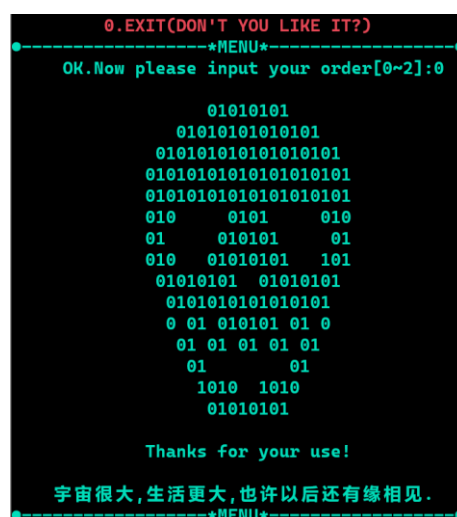 0.EXIT(DON'T YOU LIKE IT?)
●------------------*MENU*------------------●
OK.Now please input your order[0~2]:0
01010101
01010101010101
010101010101010101
01010101010101010101
01010101010101010101
010     0101     010
01     010101     01
010   01010101   101
01010101  01010101
0101010101010101
0 01 010101 01 0
01 01 01 01 01
01        01
1010  1010
01010101
Thanks for your use!
宇宙很大,生活更大,也许以后还有缘相见.
●------------------*MENU*------------------●